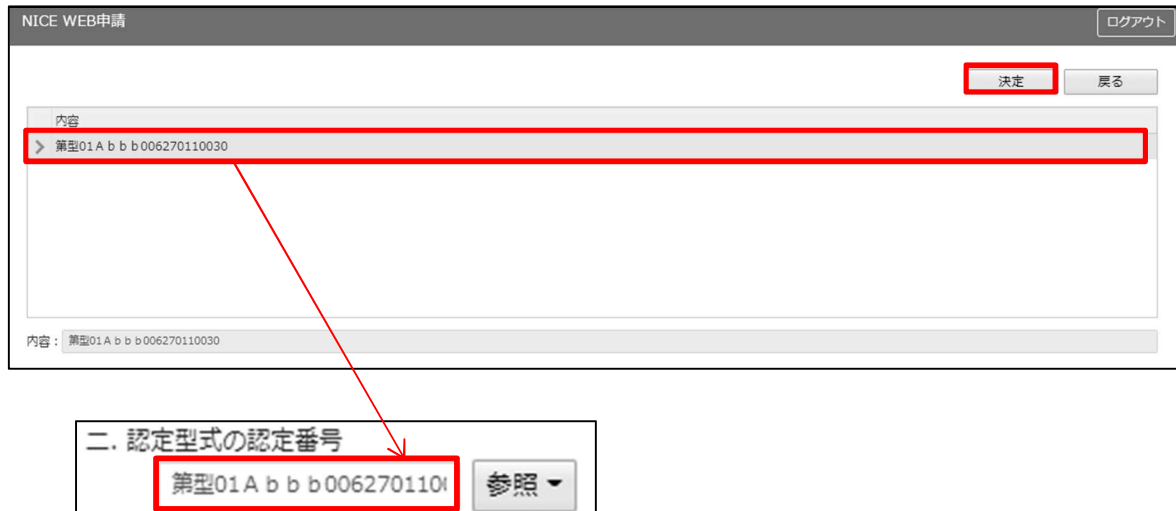 NICE WEB申請
ログアウト
決定
戻る
内容
第型01Ａｂｂｂ006270110030
内容： 第型01Ａｂｂｂ006270110030
二. 認定型式の認定番号
第型01Ａｂｂｂ0062701100
参照